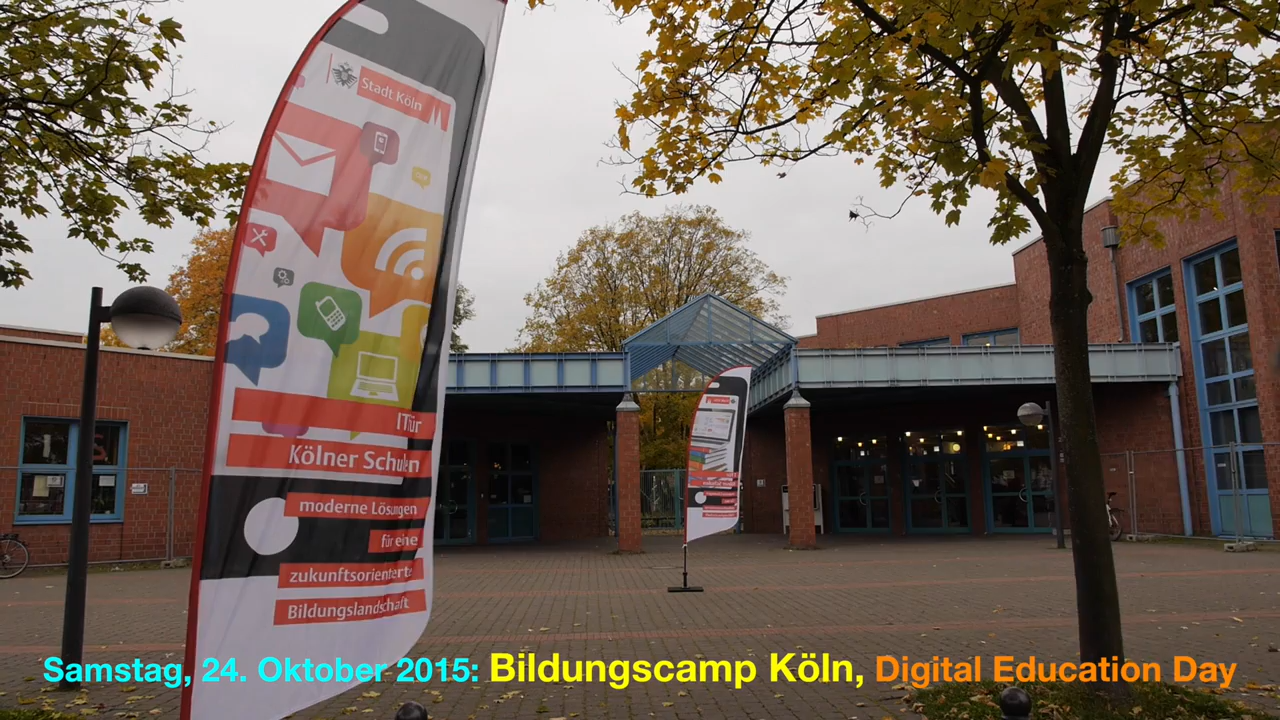 Stadt Köln
IT für
Kölner Schulen
moderne Lösungen
für eine
zukunftsorientierte
Bildungslandschaft.
Samstag, 24. Oktober 2015: Bildungscamp Köln, Digital Education Day